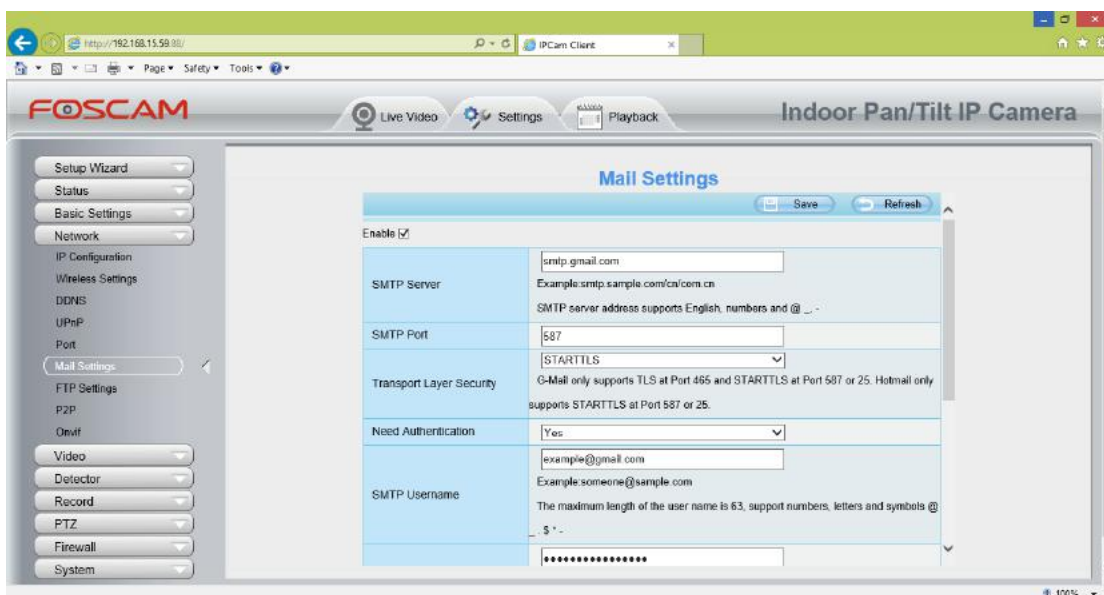 http://192.168.15.59:88/
IPCam Client
Page Safety Tools
FOSCAM
Live Video
Settings
Playback
Indoor Pan/Tilt IP Camera
Setup Wizard
Status
Basic Settings
Network
IP Configuration
Wireless Settings
DDNS
UPnP
Port
Mail Settings
FTP Settings
P2P
Onvif
Video
Detector
Record
PTZ
Firewall
System
Mail Settings
Save
Refresh
Enable
SMTP Server
smtp.gmail.com
Example:smtp.sample.com/cn/com.cn
SMTP server address supports English, numbers and @ _ . -
SMTP Port
587
Transport Layer Security
STARTTLS
G-Mail only supports TLS at Port 465 and STARTTLS at Port 587 or 25. Hotmail only
supports STARTTLS at Port 587 or 25.
Need Authentication
Yes
SMTP Username
example@gmail.com
Example:someone@sample.com
The maximum length of the user name is 63, support numbers, letters and symbols @
_ . $ * -
••••••••••••••••
100%